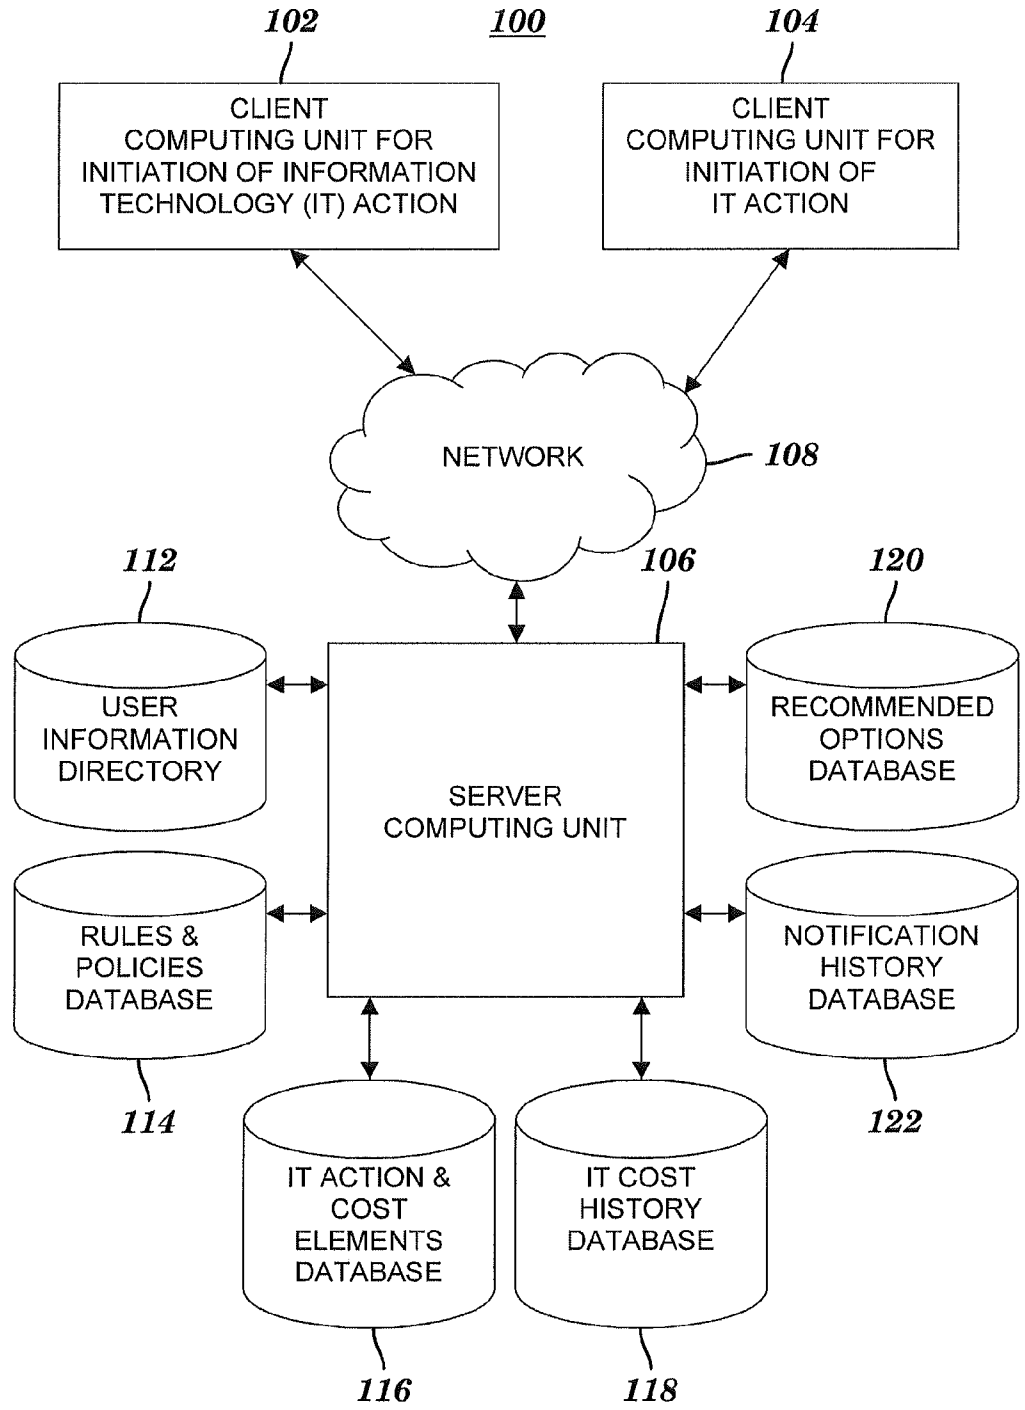 102
100
104
CLIENT
COMPUTING UNIT FOR
INITIATION OF INFORMATION
TECHNOLOGY (IT) ACTION
CLIENT
COMPUTING UNIT FOR
INITIATION OF
IT ACTION
NETWORK
108
112
106
120
USER
INFORMATION
DIRECTORY
SERVER
COMPUTING UNIT
RECOMMENDED
OPTIONS
DATABASE
RULES &
POLICIES
DATABASE
NOTIFICATION
HISTORY
DATABASE
114
122
IT ACTION &
COST
ELEMENTS
DATABASE
IT COST
HISTORY
DATABASE
116
118